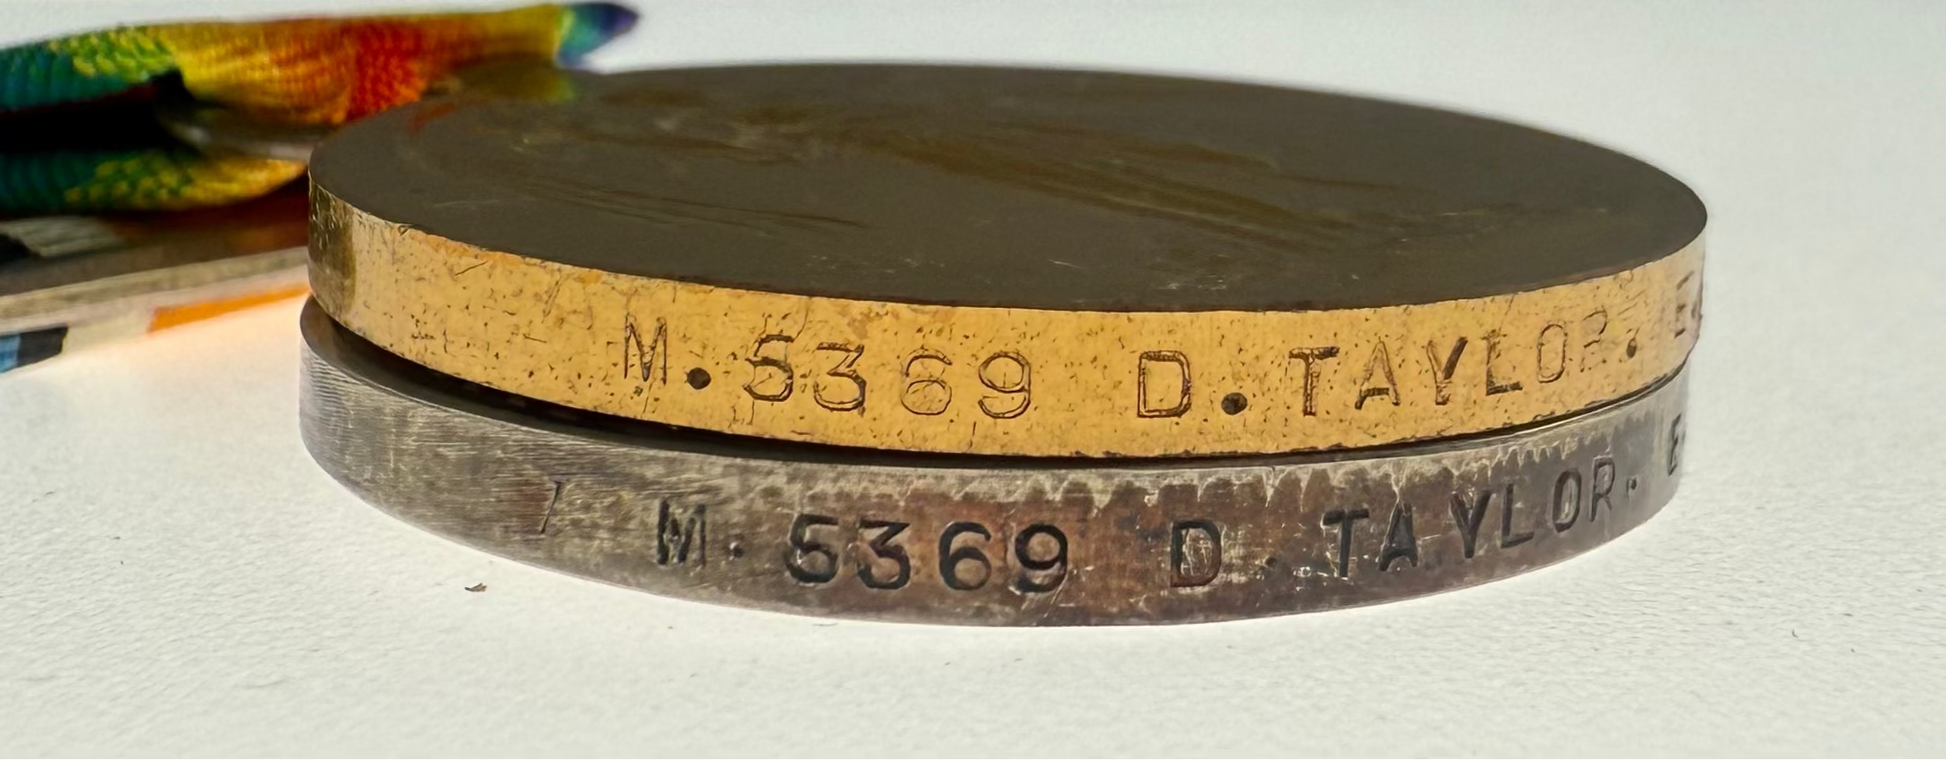 M. 5369 D. TAYLOR. E
M. 5369 D. TAYLOR. E